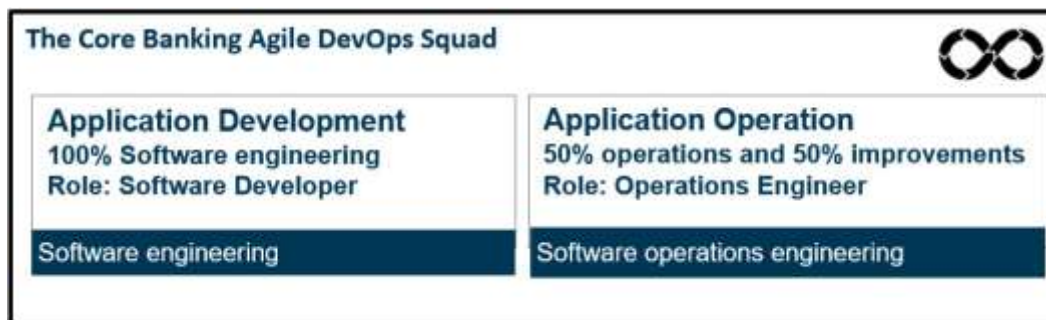 The Core Banking Agile DevOps Squad
Application Development
100% Software engineering
Role: Software Developer
Software engineering
Application Operation
50% operations and 50% improvements
Role: Operations Engineer
Software operations engineering